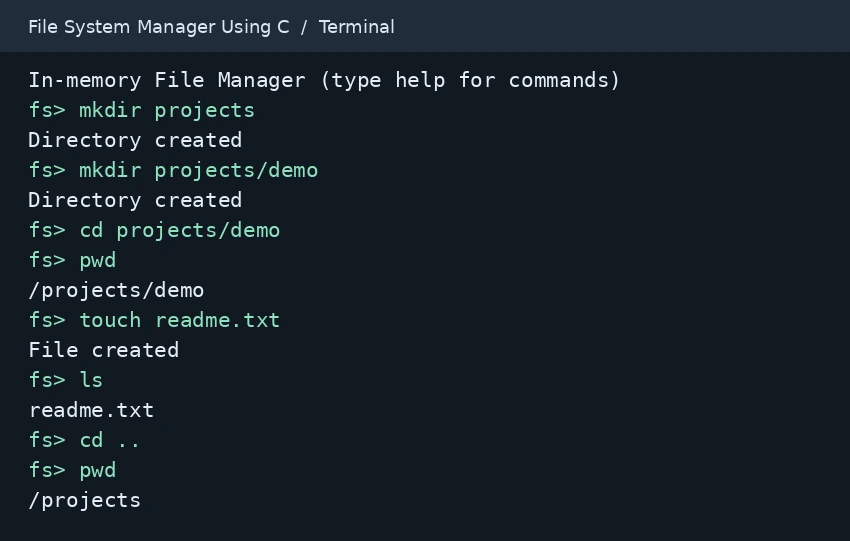 File System Manager Using C / Terminal
In-memory File Manager (type help for commands)
fs> mkdir projects
Directory created
fs> mkdir projects/demo
Directory created
fs> cd projects/demo
fs> pwd
/projects/demo
fs> touch readme.txt
File created
fs> ls
readme.txt
fs> cd ..
fs> pwd
/projects